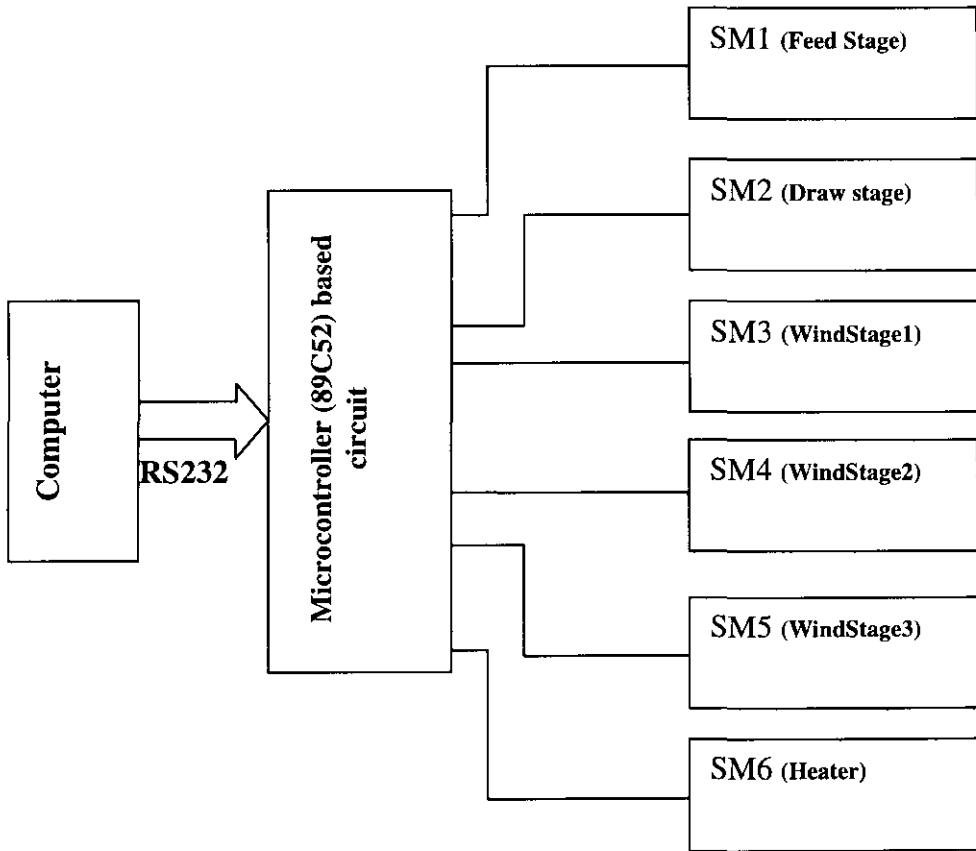 Computer
RS232
Microcontroller (89C52) based
circuit
SM1 (Feed Stage)
SM2 (Draw stage)
SM3 (WindStage1)
SM4 (WindStage2)
SM5 (WindStage3)
SM6 (Heater)